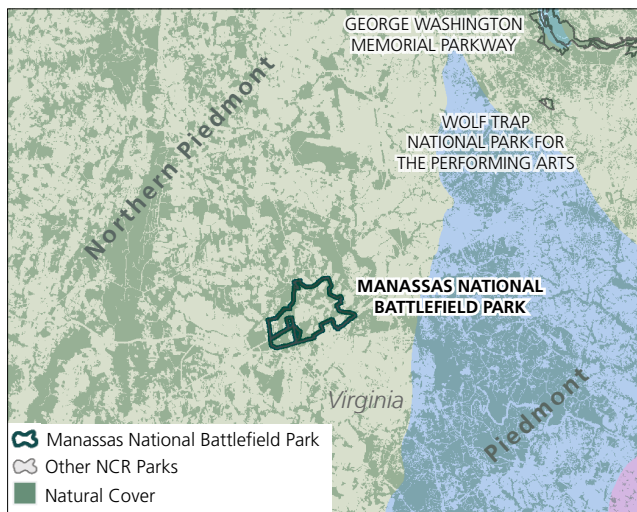 GEORGE WASHINGTON
MEMORIAL PARKWAY
WOLF TRAP
NATIONAL PARK FOR
THE PERFORMING ARTS
Northern Piedmont
MANASSAS NATIONAL
BATTLEFIELD PARK
Virginia
Piedmont
Manassas National Battlefield Park
Other NCR Parks
Natural Cover